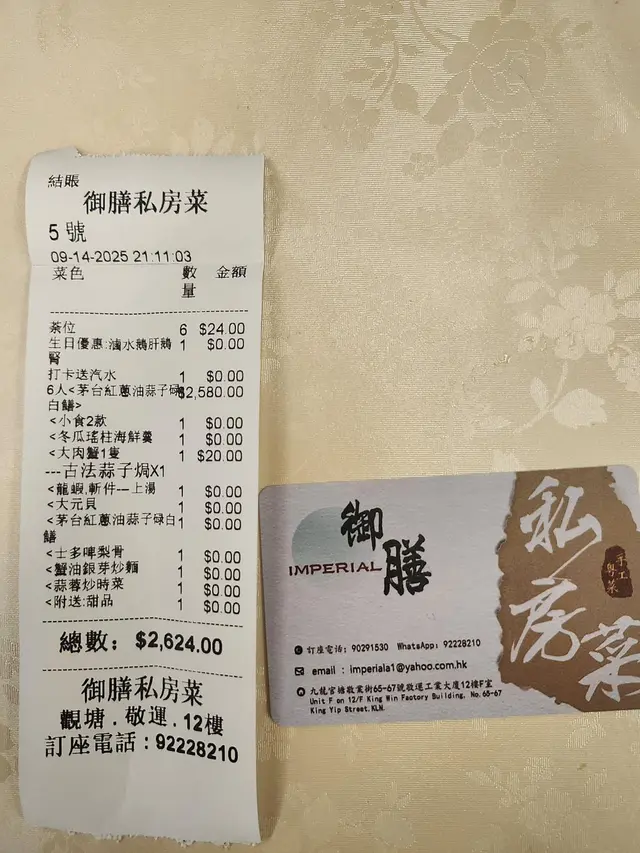 結賬
御膳私房菜
5 號
09-14-2025 21:11:03
菜色 數量 金額
茶位 6 $24.00
生日優惠:滷水鵝肝鵝腎 1 $0.00
打卡送汽水 1 $0.00
6人<茅台紅蔥油蒜子碌白鱔> $2,580.00
<小食2款 1 $0.00
<冬瓜瑤柱海鮮羹 1 $0.00
<大肉蟹1隻 1 $20.00
---古法蒜子焗X1
<龍蝦,斬件---上湯 1 $0.00
<大元貝 1 $0.00
<茅台紅蔥油蒜子碌白鱔 1 $0.00
<士多啤梨骨 1 $0.00
<蟹油銀芽炒麵 1 $0.00
<蒜蓉炒時菜 1 $0.00
<附送:甜品 1 $0.00
總數: $2,624.00
御膳私房菜
觀塘.敬運.12樓
訂座電話:92228210
御膳
IMPERIAL
私房菜
手工粵菜
訂座電話: 90291530 WhatsApp: 92228210
email : imperiala1@yahoo.com.hk
九龍官塘敬業街65-67號敬運工業大廈12樓F室
Unit F on 12/F King Win Factory Building, No.65-67
King Yip Street, KLN.